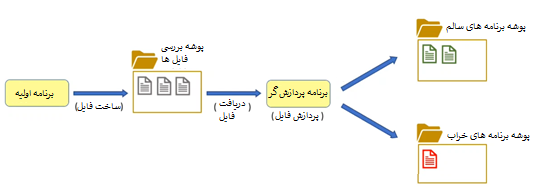 پوشه برنامه های سالم
پوشه بررسی
فایل ها
برنامه اولیه
(ساخت فایل)
(دریافت
فایل)
برنامه پردازش‌گر
(پردازش فایل)
پوشه برنامه های خراب